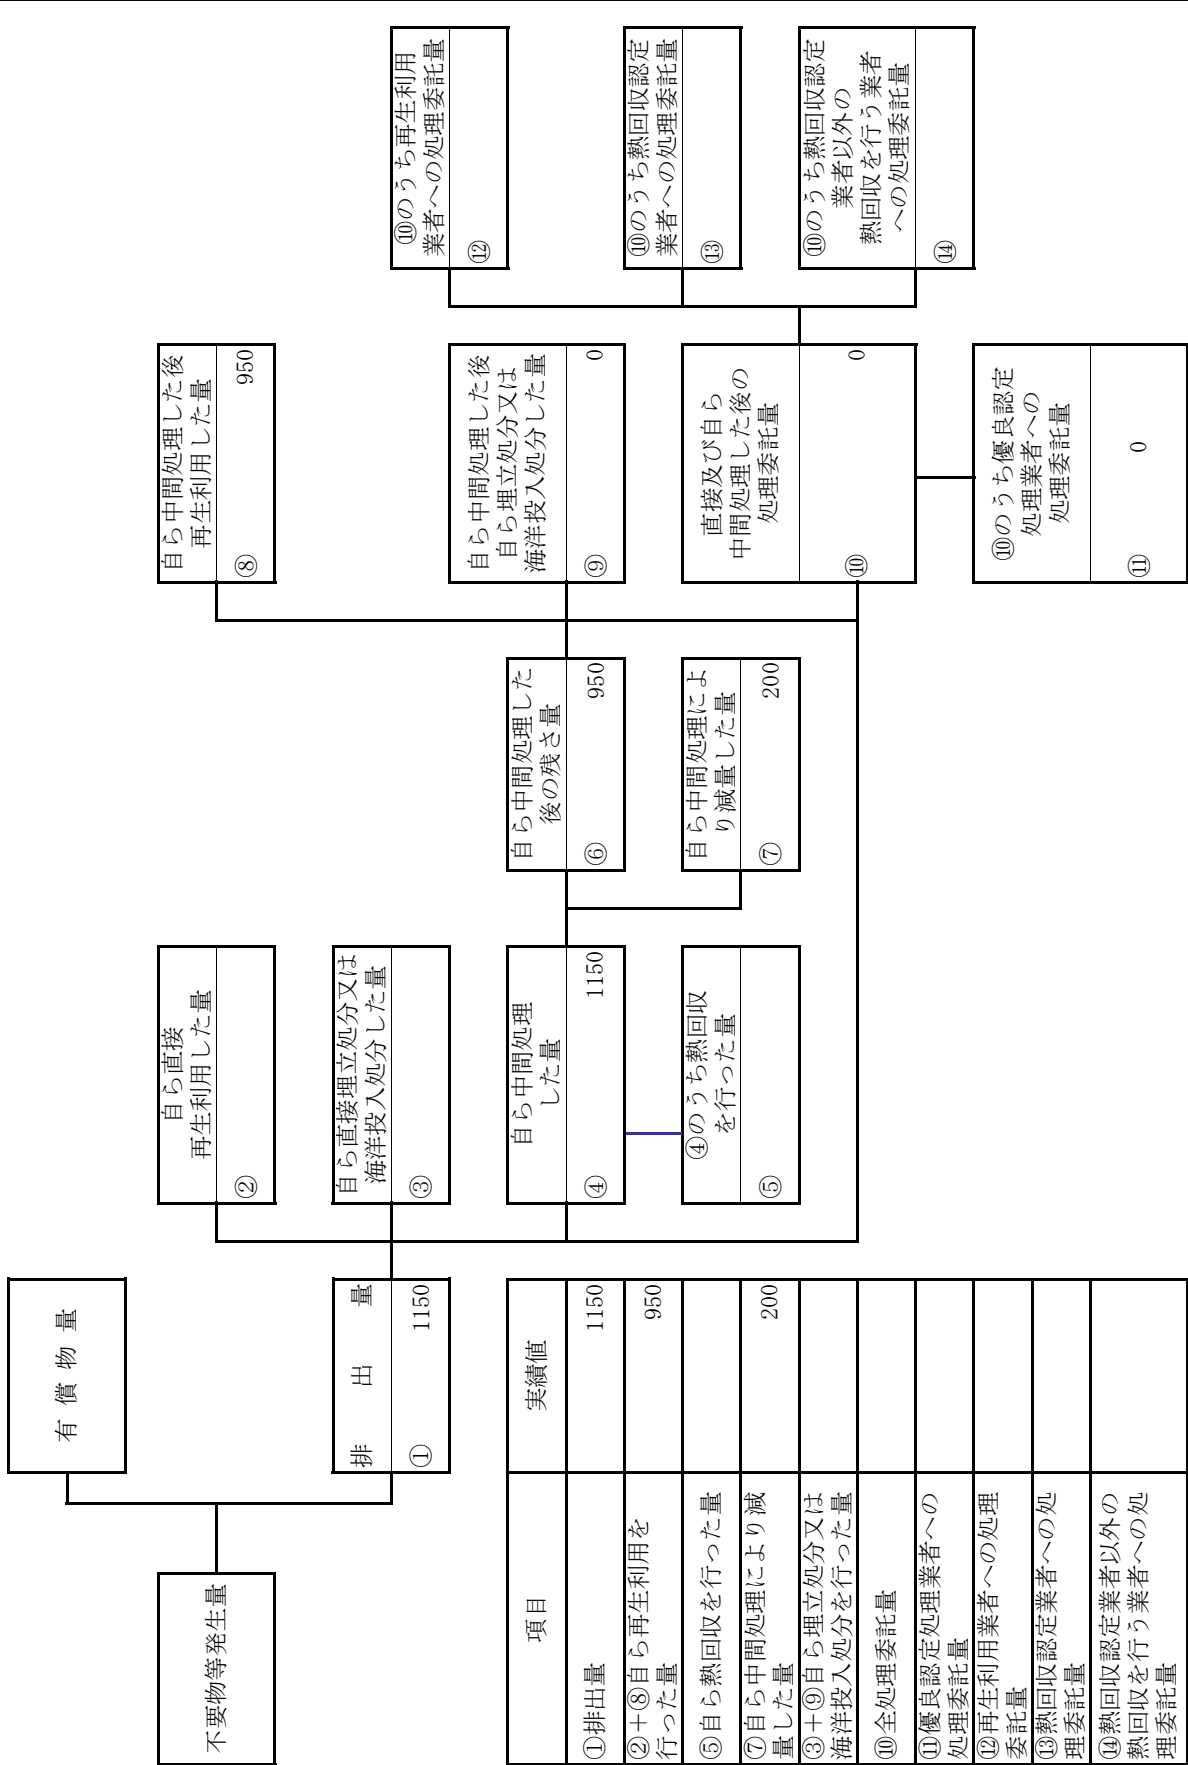 有償物量
不要物等発生量
排出量
① 1150
自ら直接
再生利用した量
②
自ら直接埋立処分又は
海洋投入処分した量
③
自ら中間処理
した量
④ 1150
④のうち熱回収
を行った量
⑤
自ら中間処理した
後の残さ量
⑥ 950
自ら中間処理によ
り減量した量
⑦ 200
自ら中間処理した後
再生利用した量
⑧ 950
自ら中間処理した後
自ら埋立処分又は
海洋投入処分した量
⑨ 0
直接及び自ら
中間処理した後の
処理委託量
⑩ 0
⑩のうち優良認定
処理業者への
処理委託量
⑪ 0
⑩のうち再生利用
業者への処理委託量
⑫
⑩のうち熱回収認定
業者への処理委託量
⑬
⑩のうち熱回収認定
業者以外の
熱回収を行う業者
への処理委託量
⑭
項目 実績値
①排出量 1150
②+⑧自ら再生利用を
行った量 950
⑤自ら熱回収を行った量
⑦自ら中間処理により減
量した量 200
③+⑨自ら埋立処分又は
海洋投入処分を行った量
⑩全処理委託量
⑪優良認定処理業者への
処理委託量
⑫再生利用業者への処理
委託量
⑬熱回収認定業者への処
理委託量
⑭熱回収認定業者以外の
熱回収を行う業者への処
理委託量